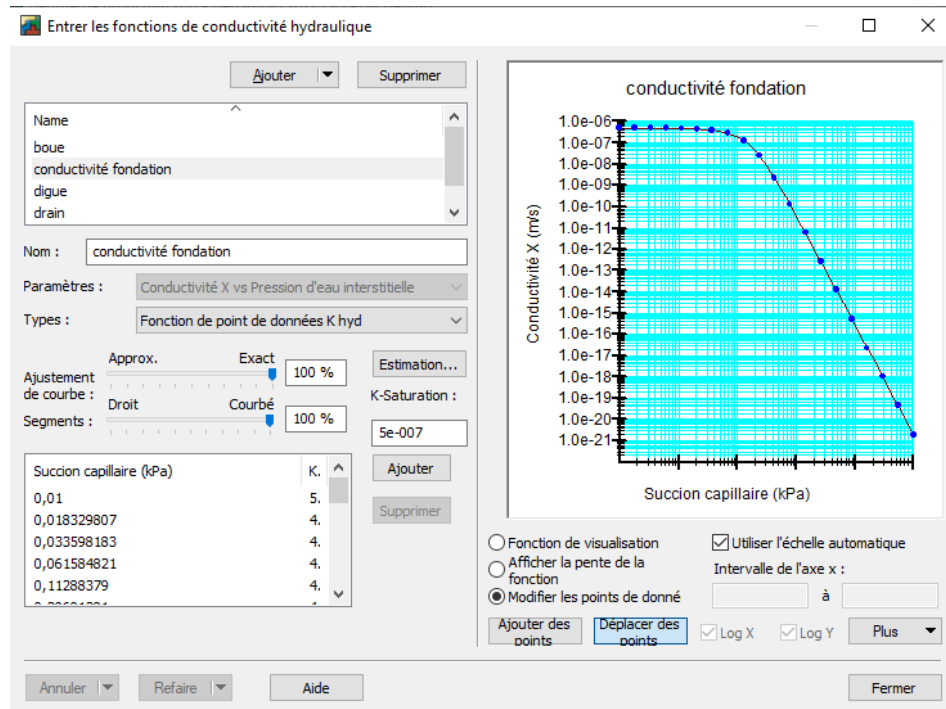 Entrer les fonctions de conductivité hydraulique
Ajouter
Supprimer
Name
boue
conductivité fondation
digue
drain
Nom :
conductivité fondation
Paramètres :
Conductivité X vs Pression d'eau interstitielle
Types :
Fonction de point de données K hyd
Approx.
Exact
100 %
Estimation...
Ajustement
de courbe :
Droit
Courbé
K-Saturation :
Segments :
100 %
5e-007
Succion capillaire (kPa)
K.
Ajouter
0,01
5.
Supprimer
0,018329807
4.
0,033598183
4.
0,061584821
4.
0,11288379
4.
conductivité fondation
1.0e-06
1.0e-07
1.0e-08
1.0e-09
1.0e-10
1.0e-11
1.0e-12
1.0e-13
1.0e-14
1.0e-15
1.0e-16
1.0e-17
1.0e-18
1.0e-19
1.0e-20
1.0e-21
Conductivité X (m/s)
Succion capillaire (kPa)
Fonction de visualisation
Utiliser l'échelle automatique
Afficher la pente de la
fonction
Intervalle de l'axe x :
Modifier les points de donné
à
Ajouter des
points
Déplacer des
points
Log X
Log Y
Plus
Annuler
Refaire
Aide
Fermer